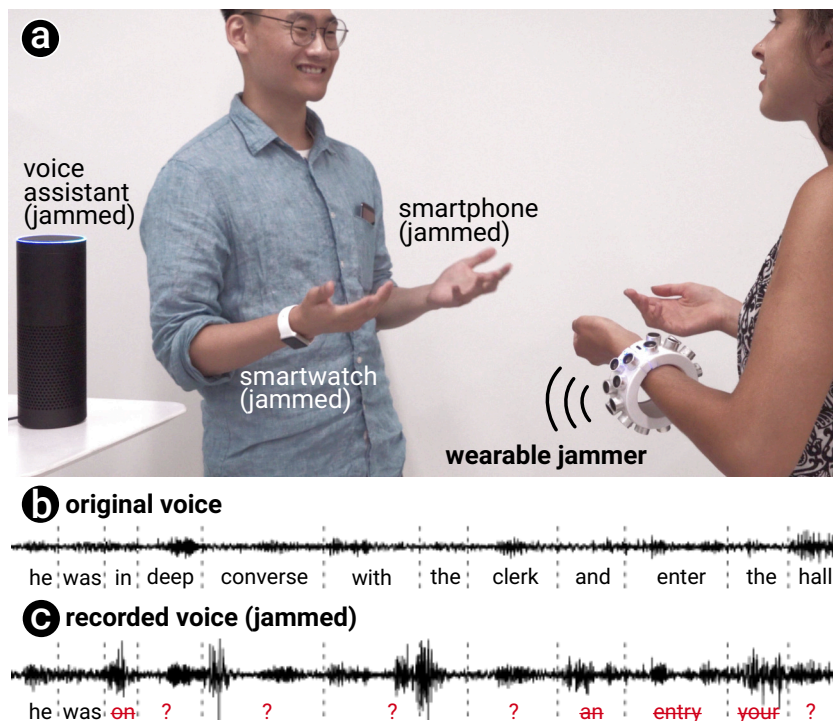 a
voice
assistant
(jammed)
smartphone
(jammed)
smartwatch
(jammed)
wearable jammer
b original voice
he was in deep converse with the clerk and enter the hall
c recorded voice (jammed)
he was on ? ? ? ? an entry your ?